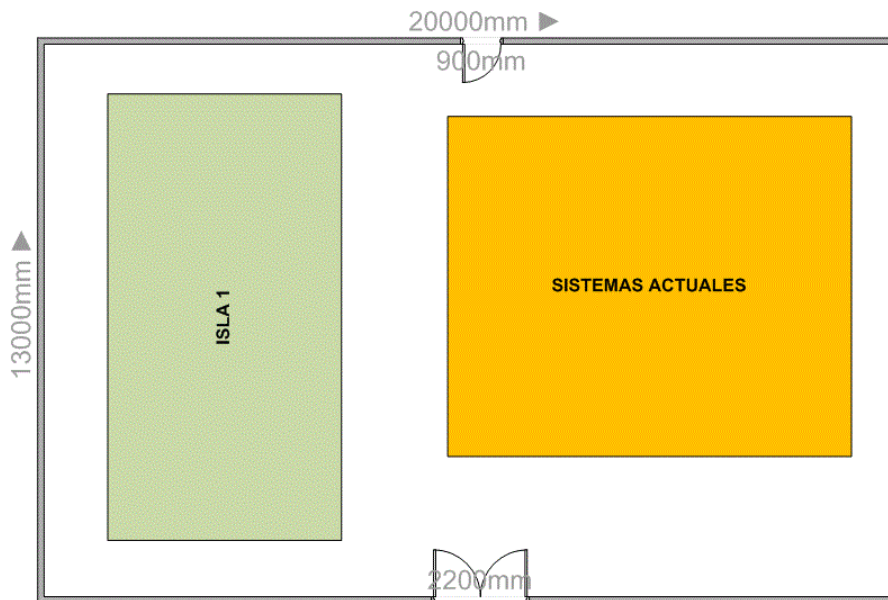 20000mm ►
900mm
13000mm ►
ISLA 1
SISTEMAS ACTUALES
2200mm